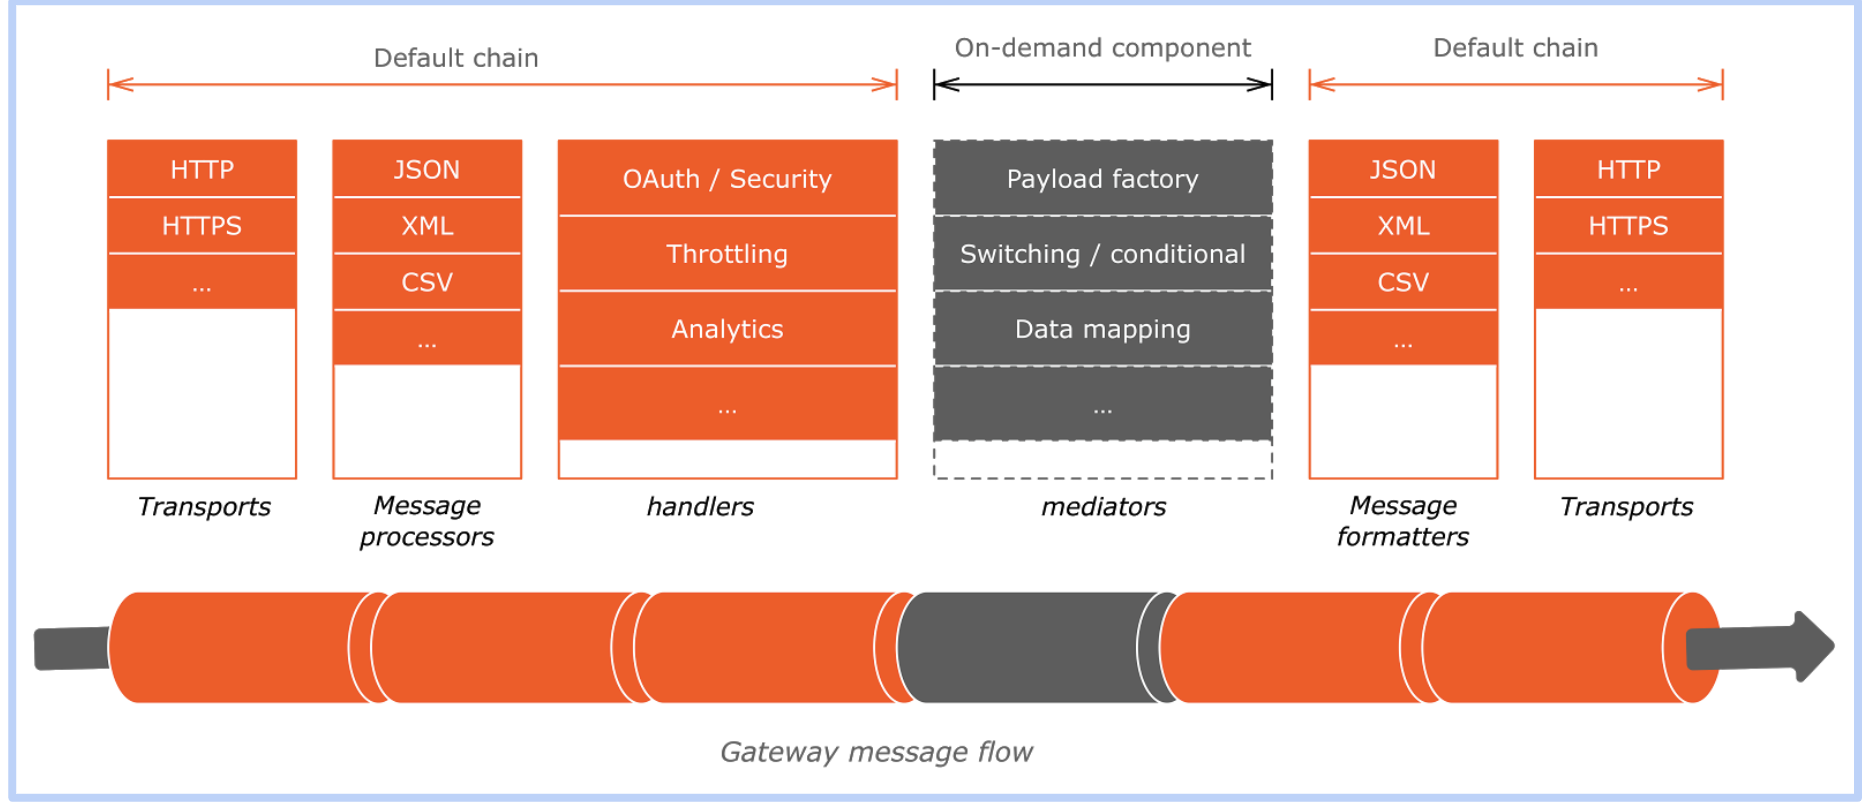 Default chain
On-demand component
Default chain
HTTP
HTTPS
...
Transports
JSON
XML
CSV
...
Message
processors
OAuth / Security
Throttling
Analytics
...
handlers
Payload factory
Switching / conditional
Data mapping
...
mediators
JSON
XML
CSV
...
Message
formatters
HTTP
HTTPS
...
Transports
Gateway message flow